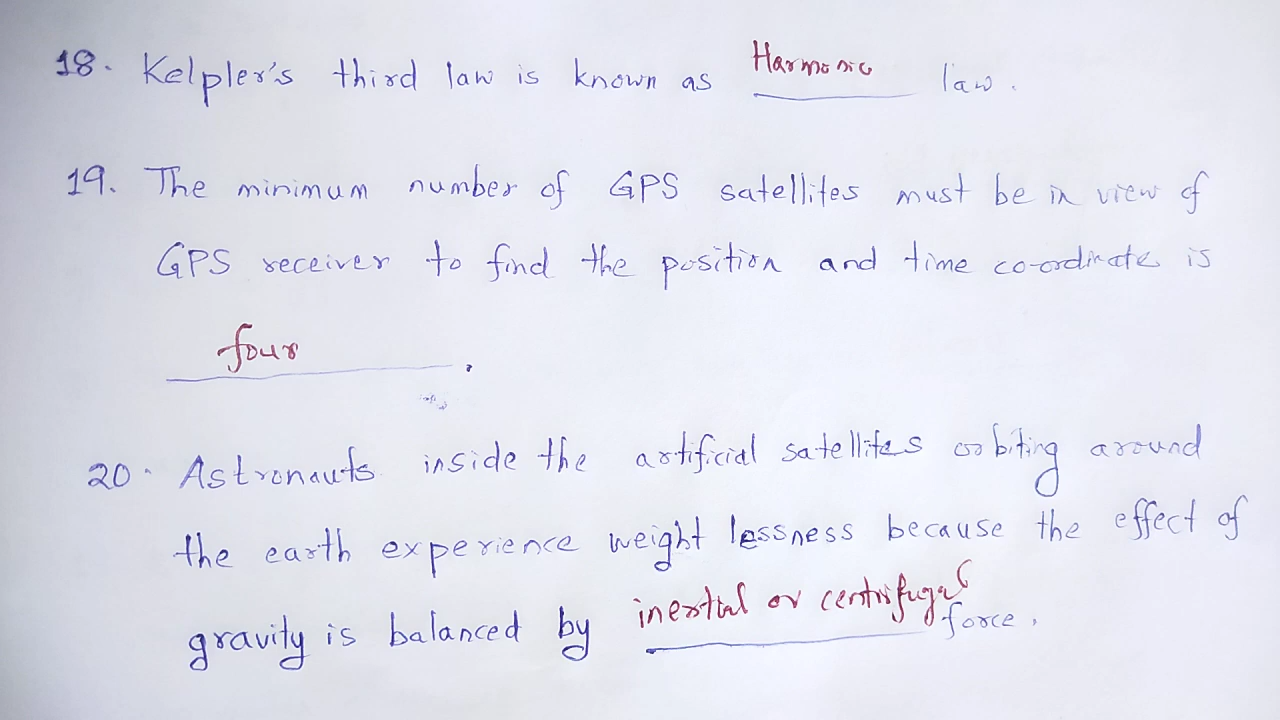 18. Kelpler's third law is known as Harmonic law.
19. The minimum number of GPS satellites must be in view of
GPS receiver to find the position and time co-ordinate is
four.
20. Astronauts inside the artificial satellites orbiting around
the earth experience weight lessness because the effect of
gravity is balanced by inertial or centrifugal force.